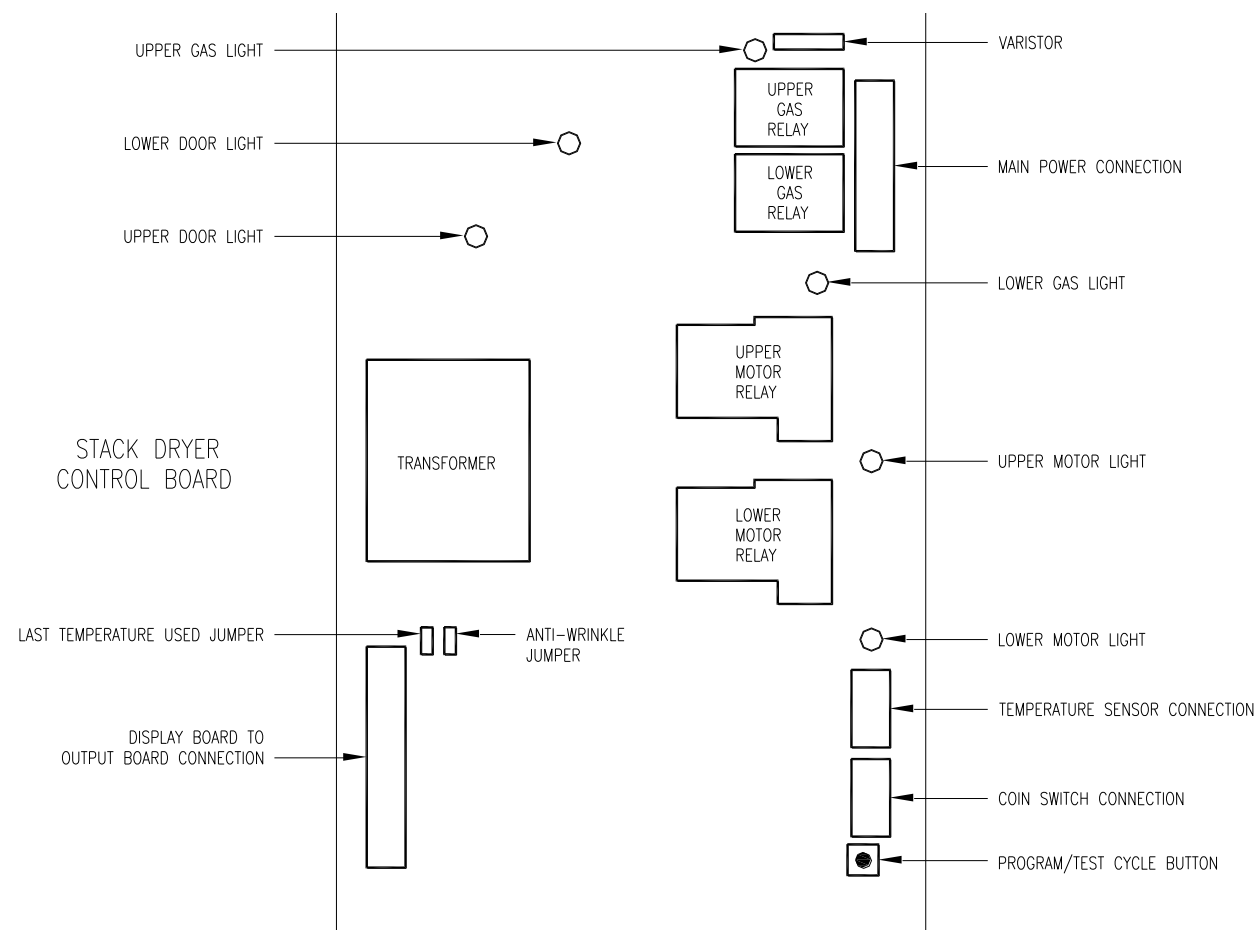 UPPER GAS LIGHT
VARISTOR
UPPER
GAS
RELAY
LOWER DOOR LIGHT
LOWER
GAS
RELAY
MAIN POWER CONNECTION
UPPER DOOR LIGHT
LOWER GAS LIGHT
UPPER
MOTOR
RELAY
STACK DRYER
CONTROL BOARD
TRANSFORMER
UPPER MOTOR LIGHT
LOWER
MOTOR
RELAY
LAST TEMPERATURE USED JUMPER
ANTI-WRINKLE
JUMPER
LOWER MOTOR LIGHT
TEMPERATURE SENSOR CONNECTION
DISPLAY BOARD TO
OUTPUT BOARD CONNECTION
COIN SWITCH CONNECTION
PROGRAM/TEST CYCLE BUTTON